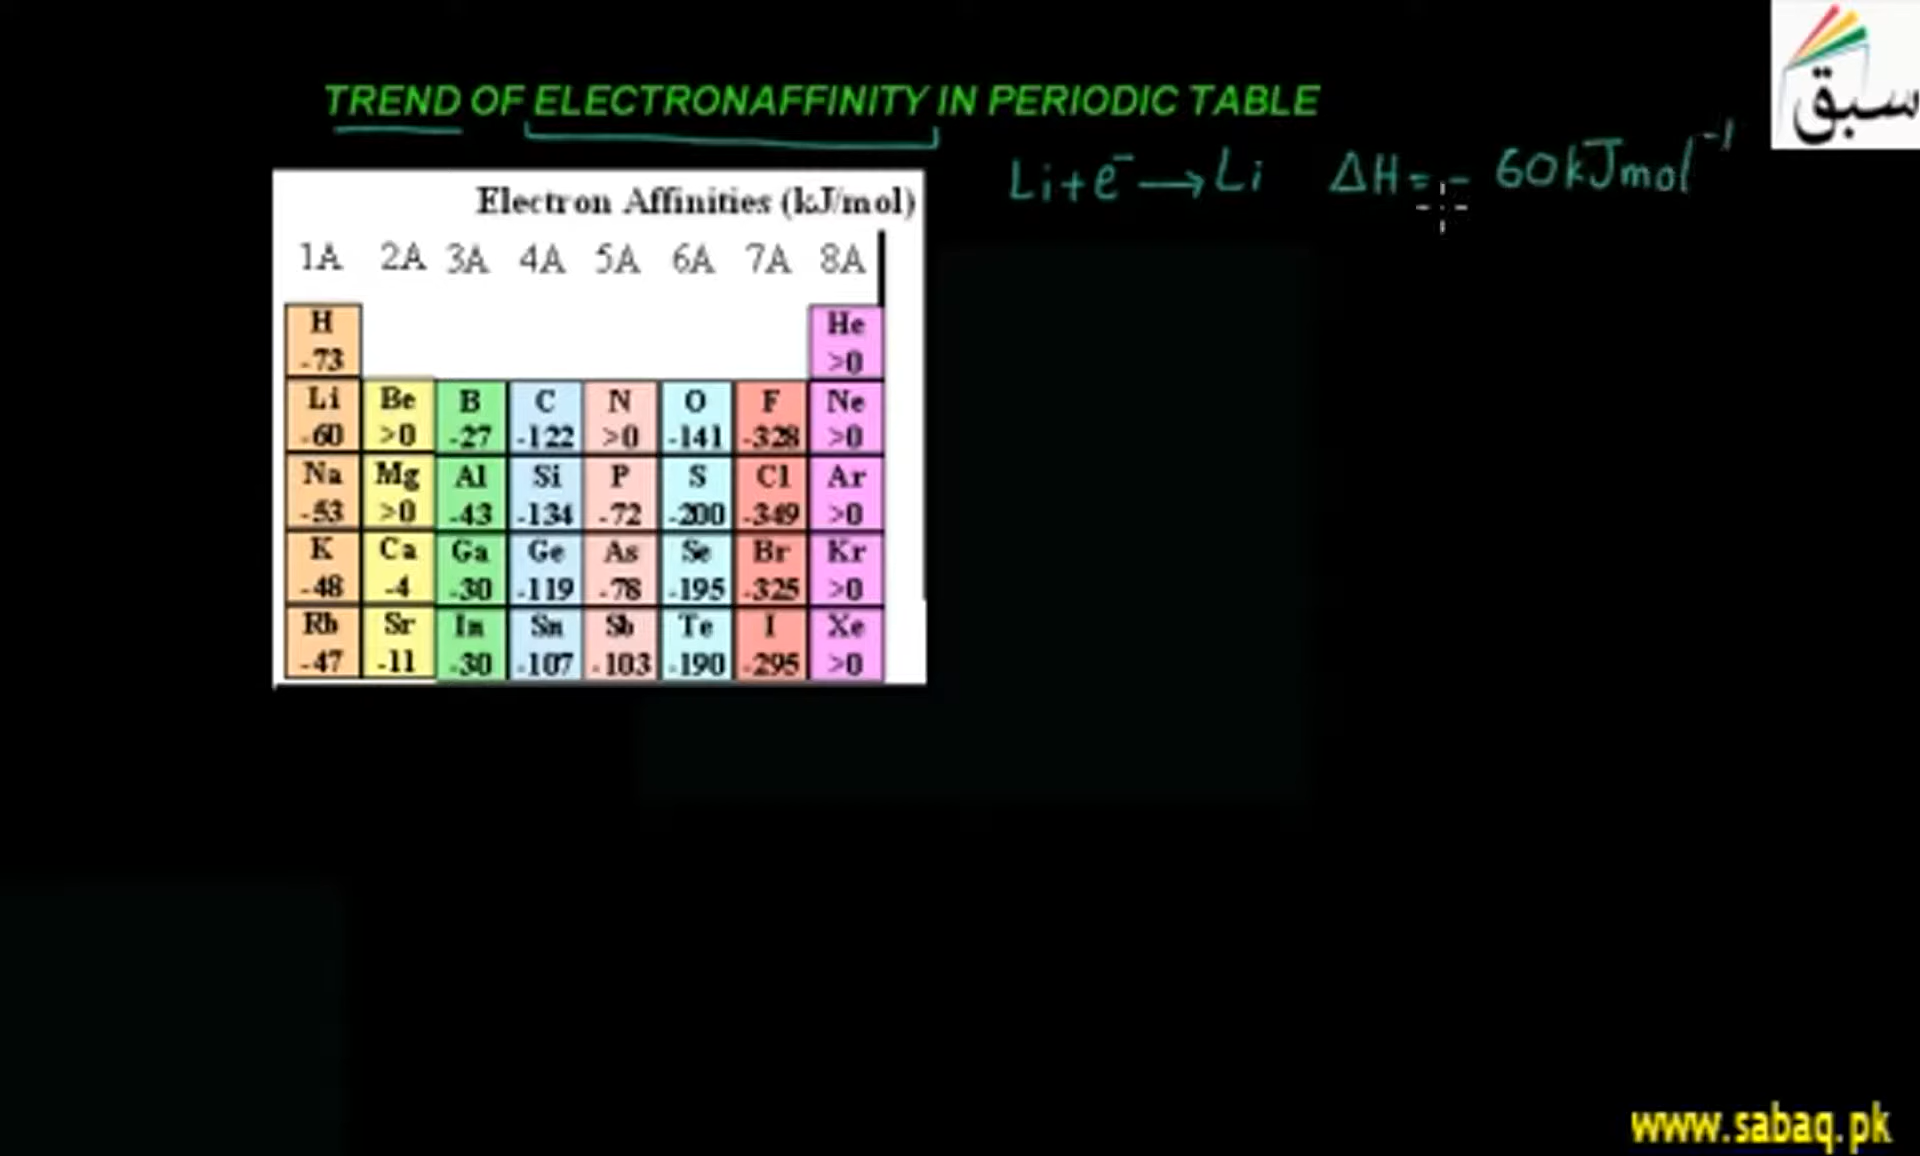 سبق
TREND OF ELECTRONAFFINITY IN PERIODIC TABLE
Li+e⁻ → Li ΔH = - 60kJmol⁻¹
Electron Affinities (kJ/mol)
1A 2A 3A 4A 5A 6A 7A 8A
H He
-73 >0
Li Be B C N O F Ne
-60 >0 -27 -122 >0 -141 -328 >0
Na Mg Al Si P S Cl Ar
-53 >0 -43 -134 -72 -200 -349 >0
K Ca Ga Ge As Se Br Kr
-48 -4 -30 -119 -78 -195 -325 >0
Rb Sr In Sn Sb Te I Xe
-47 -11 -30 -107 -103 -190 -295 >0
www.sabaq.pk